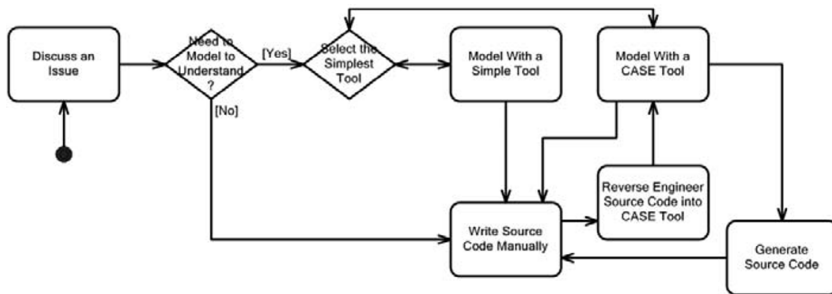 Discuss an
Issue
Need to
Model to
Understand
?
[Yes]
[No]
Select the
Simplest
Tool
Model With a
Simple Tool
Model With a
CASE Tool
Reverse Engineer
Source Code into
CASE Tool
Write Source
Code Manually
Generate
Source Code